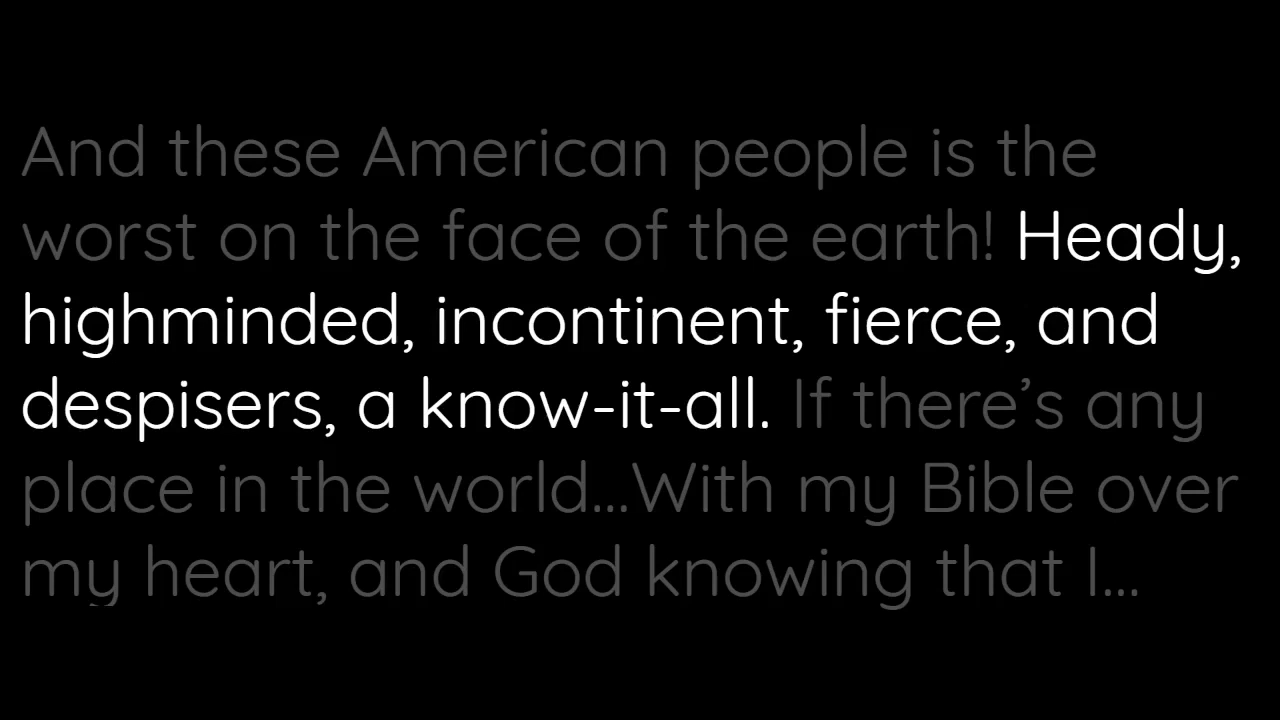 And these American people is the
worst on the face of the earth! Heady,
highminded, incontinent, fierce, and
despisers, a know-it-all. If there’s any
place in the world...With my Bible over
my heart, and God knowing that I...